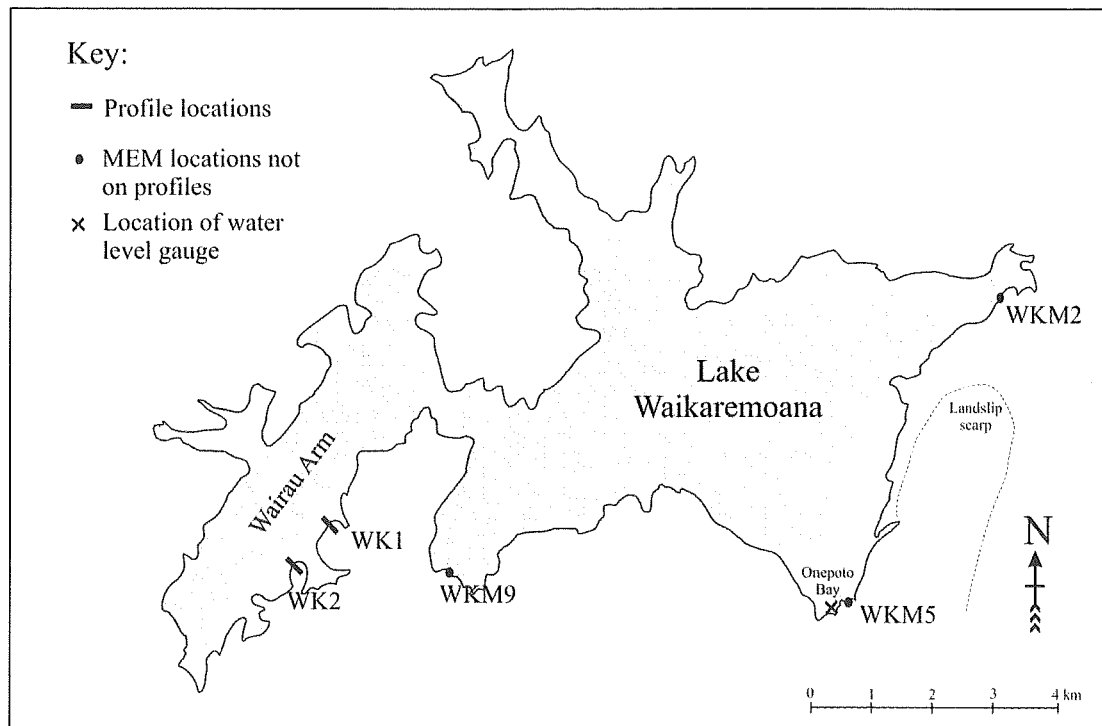 Key:
Profile locations
MEM locations not
on profiles
Location of water
level gauge
WKM2
Lake
Waikaremoana
Landslip
scarp
Wairau Arm
WK1
WK2
WKM9
Onepoto
Bay
WKM5
N
0 1 2 3 4 km